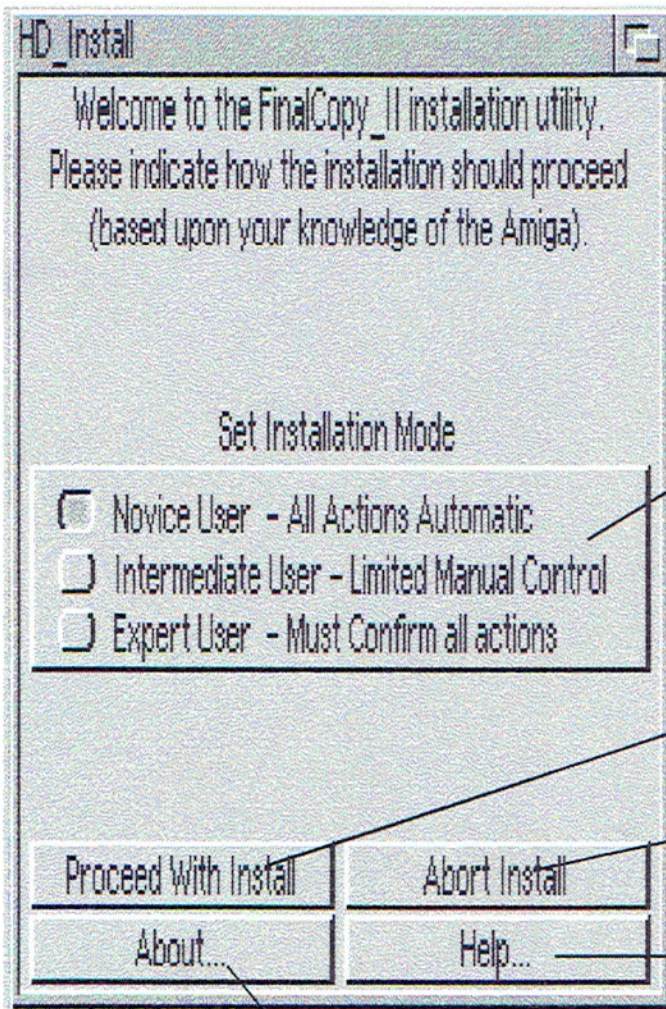 HD_Install
Welcome to the FinalCopy_II installation utility.
Please indicate how the installation should proceed
(based upon your knowledge of the Amiga).
Set Installation Mode
Novice User - All Actions Automatic
Intermediate User - Limited Manual Control
Expert User - Must Confirm all actions
Proceed With Install
Abort Install
About...
Help...